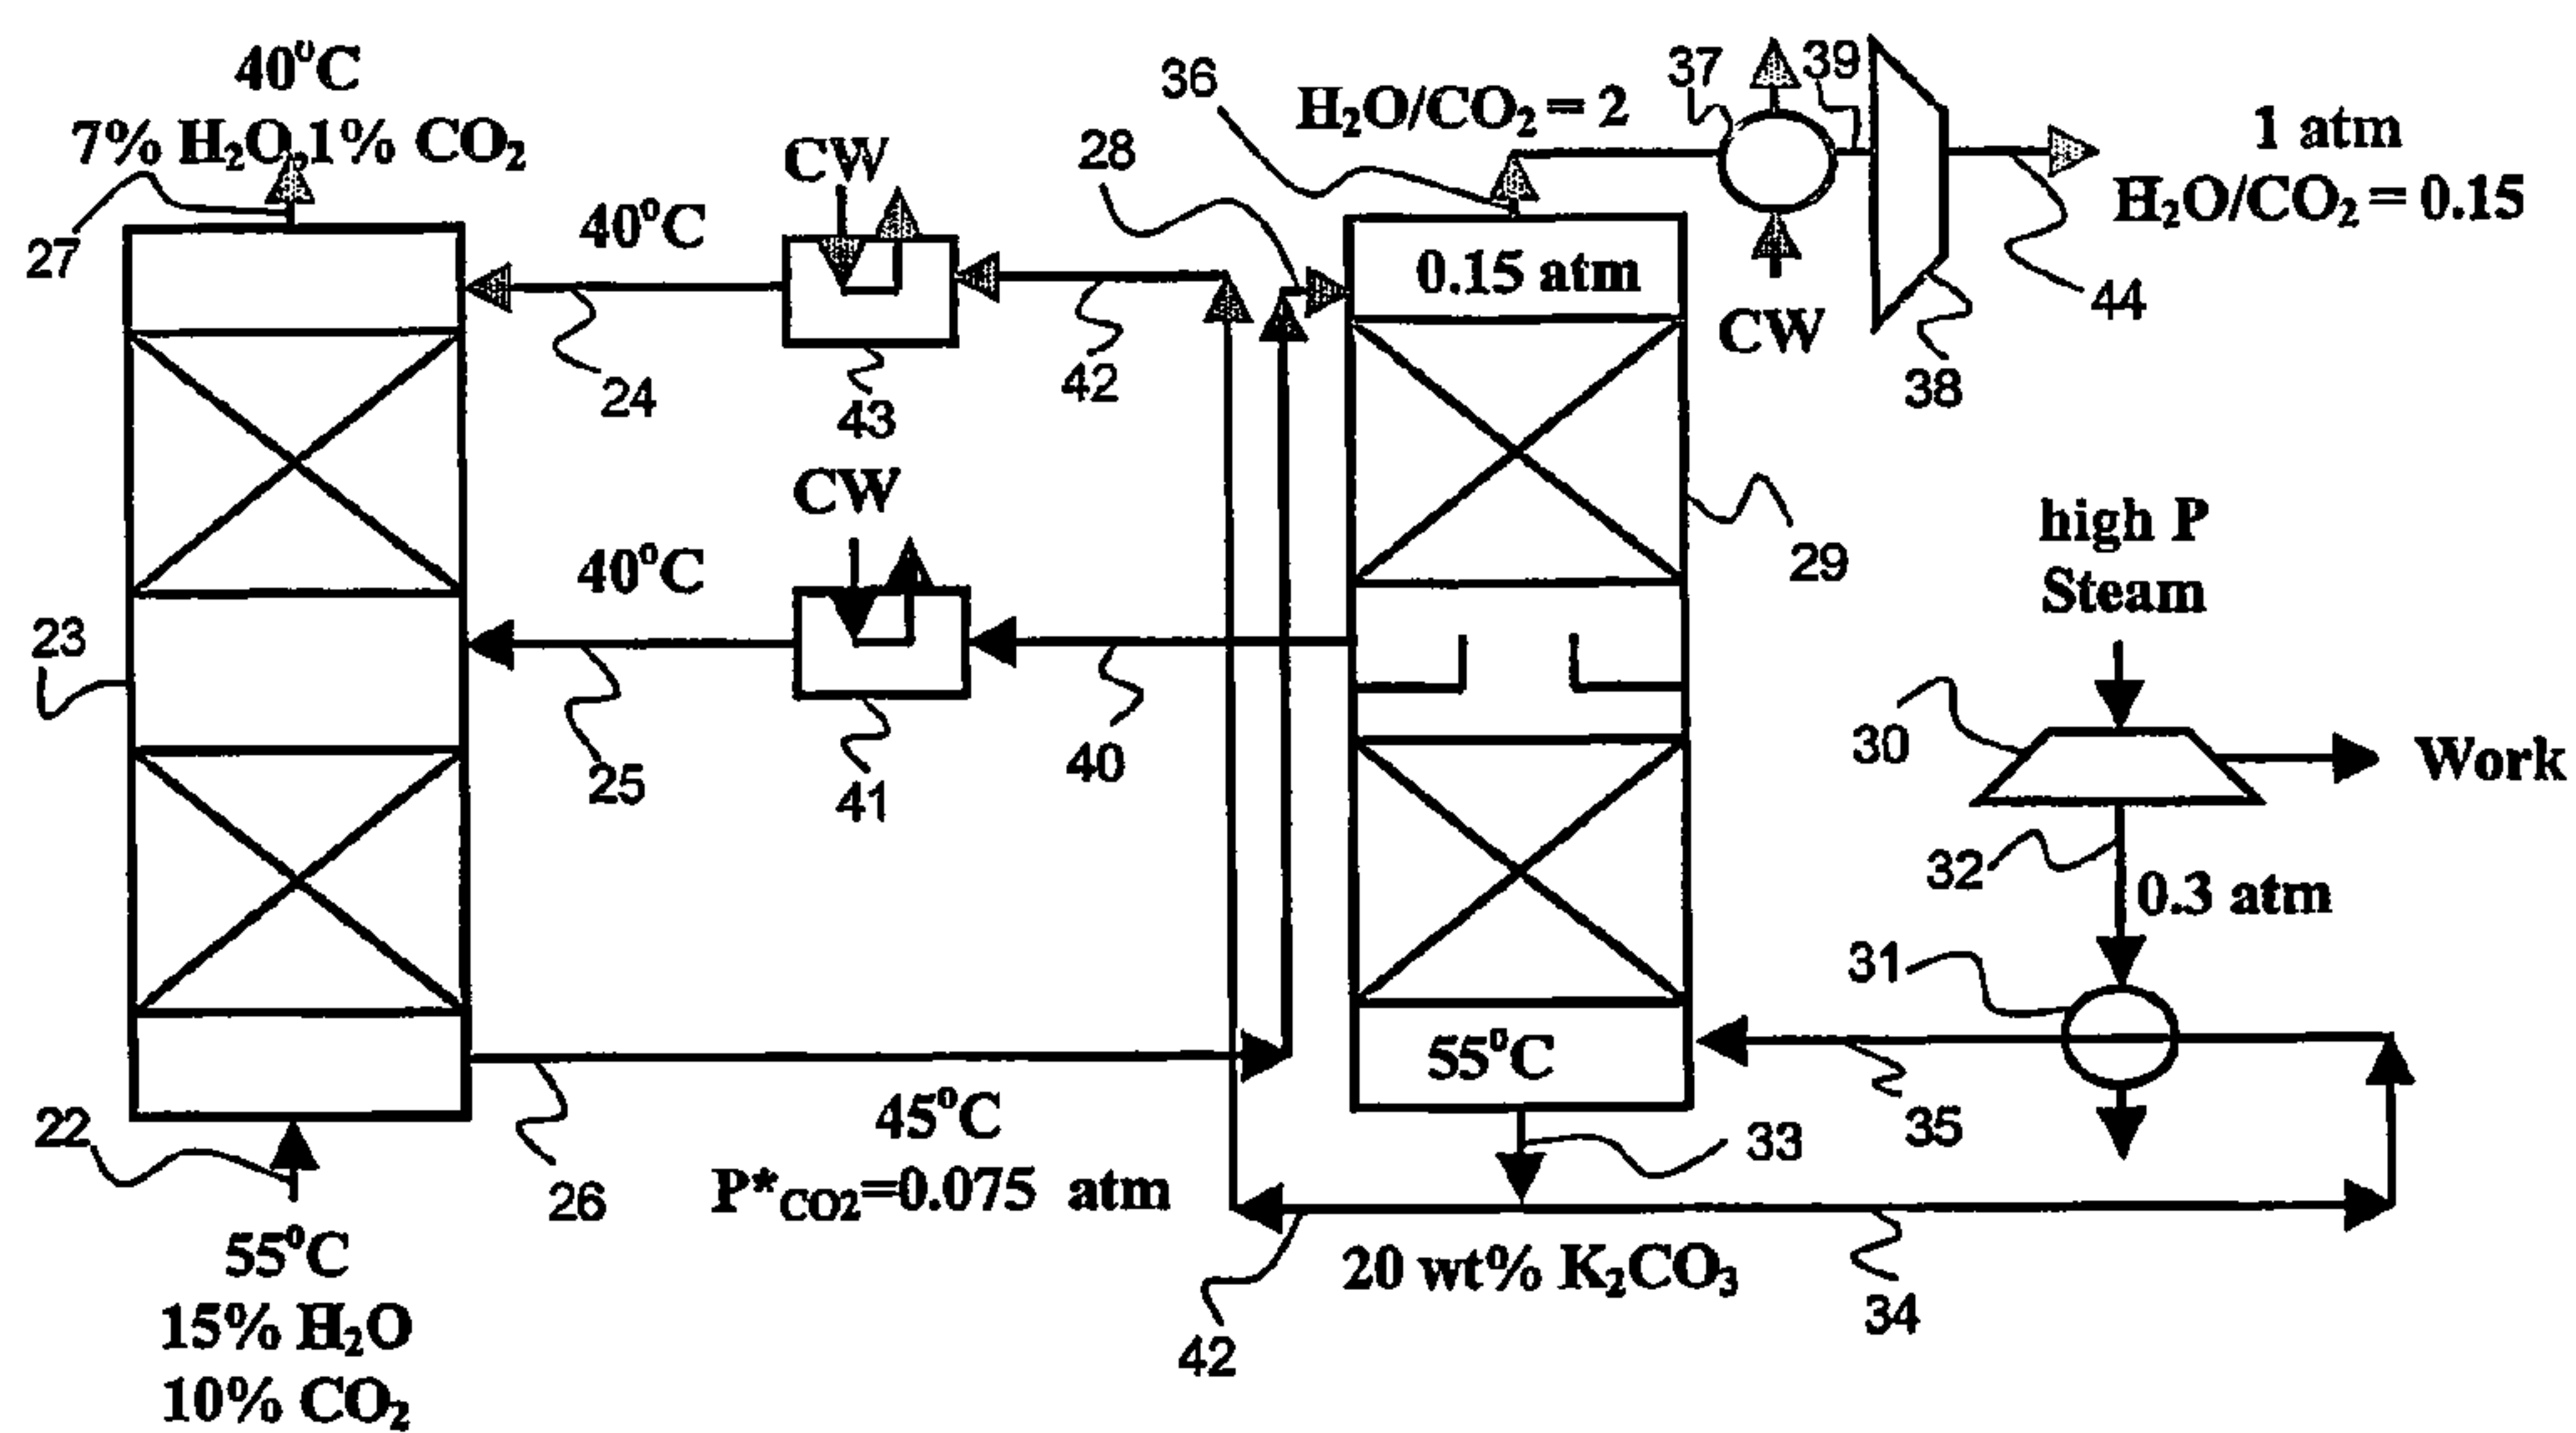 40°C
7% H₂O, 1% CO₂
27
CW
40°C
24
43
42
28
36
H₂O/CO₂ = 2
37
39
1 atm
H₂O/CO₂ = 0.15
44
38
CW
0.15 atm
29
CW
40°C
25
41
40
23
high P
Steam
30
Work
32
0.3 atm
31
55°C
35
33
22
26
45°C
P*CO2=0.075 atm
55°C
15% H₂O
10% CO₂
42
20 wt% K₂CO₃
34